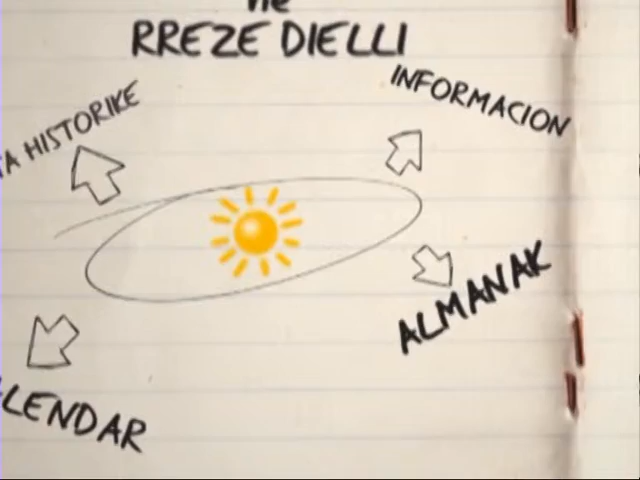 RREZE DIELLI
INFORMACION
HISTORIKE
ALMANAK
LENDAR